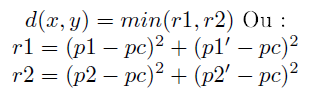 d(x, y) = min(r1, r2) Ou :
r1 = (p1 − pc)² + (p1′ − pc)²
r2 = (p2 − pc)² + (p2′ − pc)²